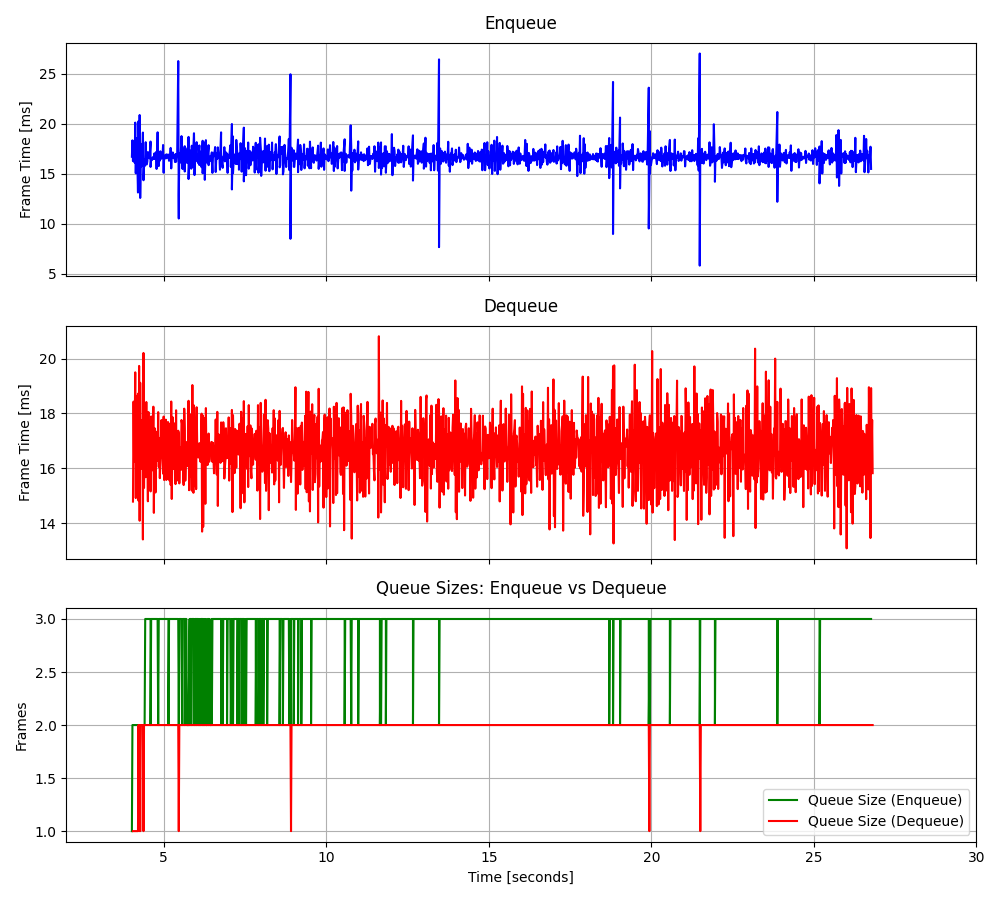 Enqueue
Frame Time [ms]
25
20
15
10
5
Dequeue
Frame Time [ms]
20
18
16
14
Queue Sizes: Enqueue vs Dequeue
Frames
3.0
2.5
2.0
1.5
1.0
Queue Size (Enqueue)
Queue Size (Dequeue)
5 10 15 20 25 30
Time [seconds]